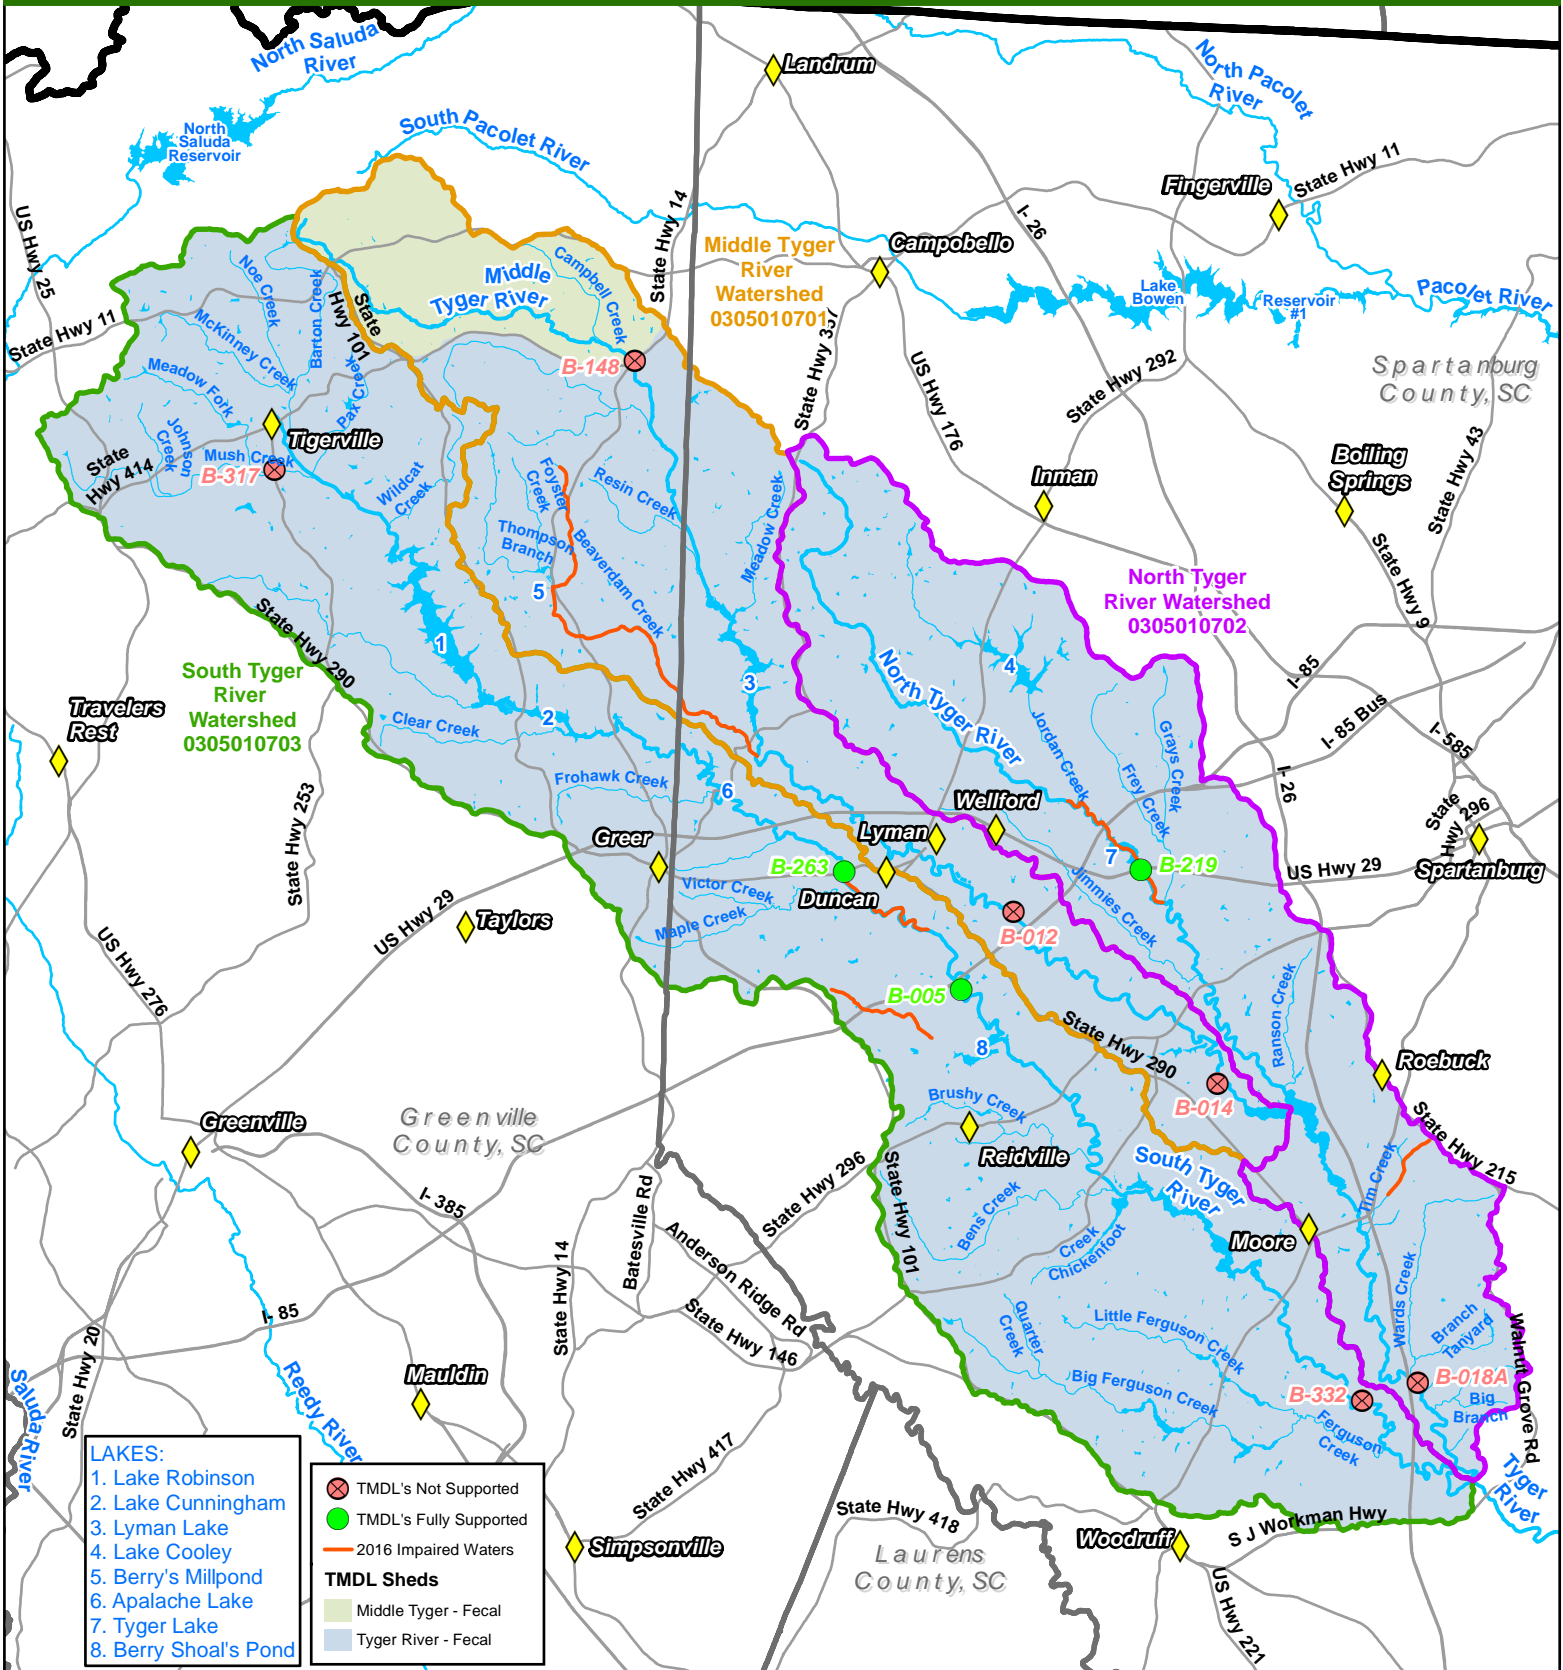 North Saluda
River
Landrum
North Pacolet
River
North
Saluda
Reservoir
South Pacolet River
State Hwy 11
Fingerville
US Hwy 25
State Hwy 14
I- 26
Campobello
Middle Tyger
River
Watershed
0305010701
Noe Creek
Barton Creek
State
Hwy 101
Middle
Tyger River
Campbell Creek
Lake
Bowen
Reservoir
#1
Pacolet River
State Hwy 11
McKinney Creek
Meadow Fork
Pax Creek
B-148
State Hwy 357
US Hwy 176
State Hwy 292
Spartanburg
County, SC
Johnson
Creek
Tigerville
Mush Creek
B-317
State
Hwy 414
Wildcat
Creek
Foyster
Creek
Resin Creek
Meadow Creek
Inman
Boiling
Springs
State Hwy 43
Thompson
Branch
Beaverdam Creek
5
State Hwy 9
North Tyger
River Watershed
0305010702
State Hwy 290
1
4
3
2
South Tyger
River
Watershed
0305010703
Travelers
Rest
Clear Creek
North Tyger River
Jordan Creek
Grays Creek
Frey Creek
I- 85
I- 85 Bus
I- 585
I- 26
State Hwy 253
Frohawk Creek
6
Wellford
Lyman
Greer
State
Hwy 296
Spartanburg
7
B-219
US Hwy 29
B-263
Duncan
Victor Creek
Maple Creek
Jimmies Creek
US Hwy 29
Taylors
US Hwy 276
B-012
B-005
Ranson Creek
8
State Hwy 290
B-014
Roebuck
Brushy Creek
Reidville
Greenville
Greenville
County, SC
State Hwy 215
Tim Creek
South Tyger
River
State Hwy 296
State Hwy 101
Bens Creek
Creek
Chickenfoot
Moore
I- 385
Batesville Rd
Anderson Ridge Rd
State Hwy 14
State Hwy 146
I- 85
State Hwy 20
Quarter
Creek
Little Ferguson Creek
Big Ferguson Creek
Wards Creek
Branch
Tanyard
Walnut Grove Rd
B-332
B-018A
Big
Branch
Ferguson
Creek
Saluda River
Reedy River
Mauldin
State Hwy 417
State Hwy 418
Simpsonville
Laurens
County, SC
Woodruff
S J Workman Hwy
US Hwy 221
Tyger
River
LAKES:
1. Lake Robinson
2. Lake Cunningham
3. Lyman Lake
4. Lake Cooley
5. Berry's Millpond
6. Apalache Lake
7. Tyger Lake
8. Berry Shoal's Pond
TMDL's Not Supported
TMDL's Fully Supported
2016 Impaired Waters
TMDL Sheds
Middle Tyger - Fecal
Tyger River - Fecal